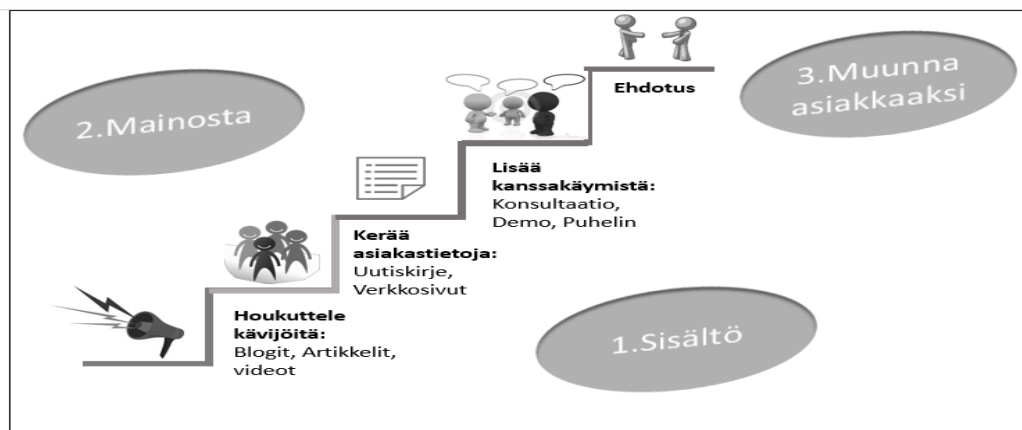 2.Mainosta
3.Muunna
asiakkaaksi
Ehdotus
Lisää
kanssakäymistä:
Konsultaatio,
Demo, Puhelin
Kerää
asiakastietoja:
Uutiskirje,
Verkkosivut
Houkuttele
kävijöitä:
Blogit, Artikkelit,
videot
1.Sisältö